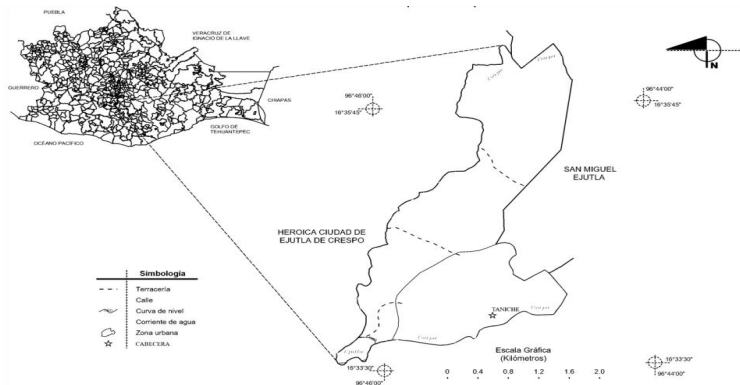 PUEBLA
VERACRUZ DE
IGNACIO DE LA LLAVE
GUERRERO
CHIAPAS
GOLFO DE
TEHUANTEPEC
OCÉANO PACÍFICO
N
96°46'00"
16°35'45"
96°44'00"
16°35'45"
SAN MIGUEL
EJUTLA
HEROICA CIUDAD DE
EJUTLA DE CRESPO
TANICHE
Simbología
Terracería
Calle
Curva de nivel
Corriente de agua
Zona urbana
CABECERA
Escala Gráfica
(Kilómetros)
0 0.4 0.8 1.2 1.6 2.0
16°33'30"
96°46'00"
16°33'30"
96°44'00"